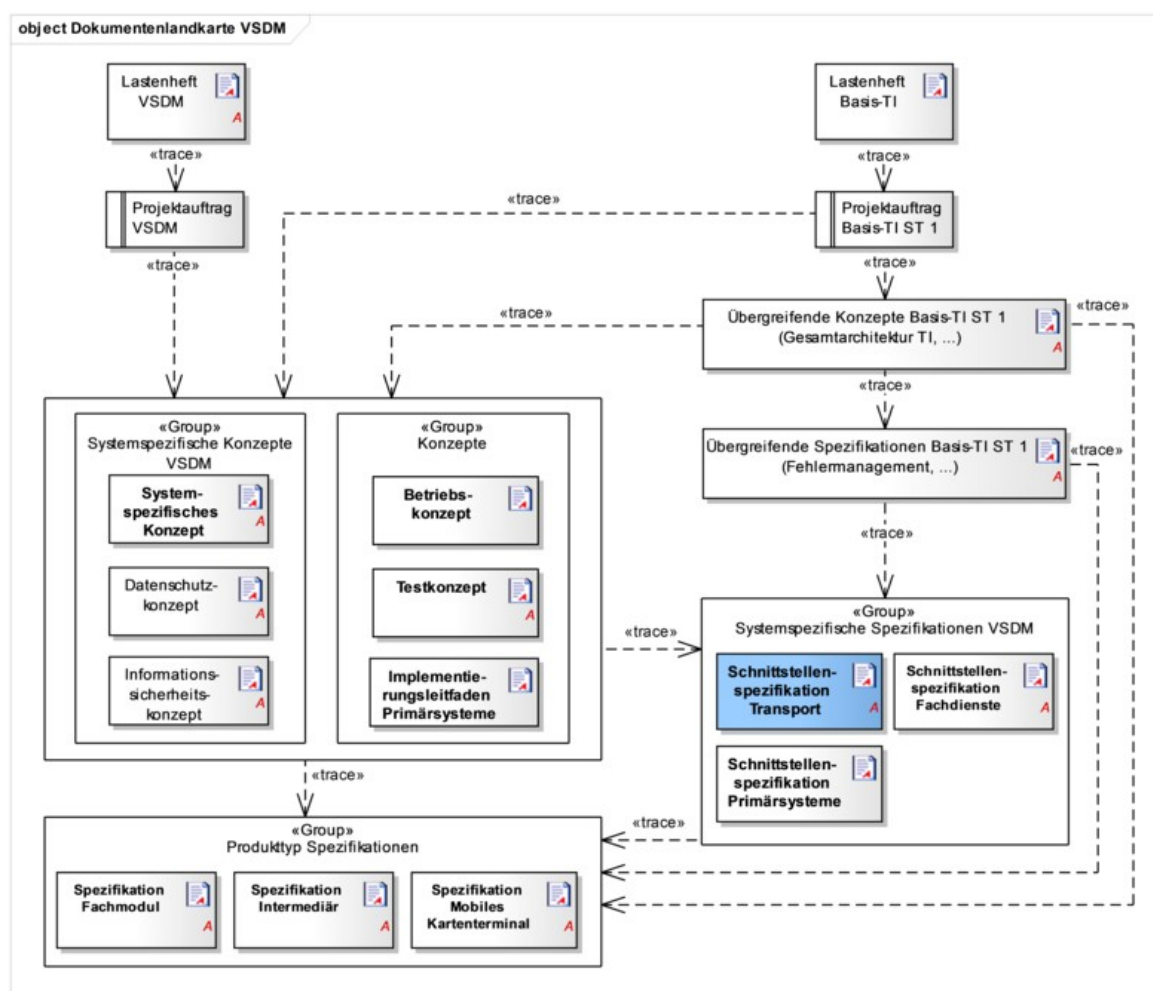 object Dokumentenlandkarte VSDM
Lastenheft
VSDM
A
Lastenheft
Basis-TI
«trace»
«trace»
Projektauftrag
VSDM
«trace»
Projektauftrag
Basis-TI ST 1
«trace»
«trace»
«trace»
Übergreifende Konzepte Basis-TI ST 1
(Gesamtarchitektur TI, ...)
A
«trace»
«trace»
Übergreifende Spezifikationen Basis-TI ST 1
(Fehlermanagement, ...)
A
«trace»
«trace»
«Group»
Systemspezifische Konzepte
VSDM
System-
spezifisches
Konzept
A
Datenschutz-
konzept
A
Informations-
sicherheits-
konzept
A
«Group»
Konzepte
Betriebs-
konzept
Testkonzept
A
Implementie-
rungsleitfaden
Primärsysteme
«trace»
«Group»
Systemspezifische Spezifikationen VSDM
Schnittstellen-
spezifikation
Transport
A
Schnittstellen-
spezifikation
Fachdienste
A
Schnittstellen-
spezifikation
Primärsysteme
«trace»
«trace»
«Group»
Produkttyp Spezifikationen
Spezifikation
Fachmodul
A
Spezifikation
Intermediär
A
Spezifikation
Mobiles
Kartenterminal
A